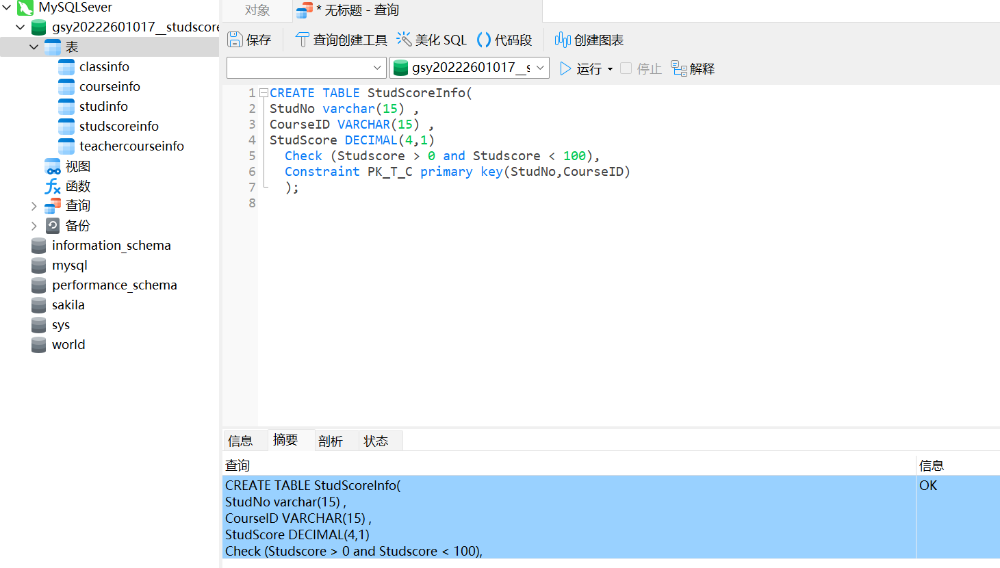 MySQLSever
gsy20222601017__studscore
表
classinfo
courseinfo
studinfo
studscoreinfo
teachercourseinfo
视图
函数
查询
备份
information_schema
mysql
performance_schema
sakila
sys
world
对象
* 无标题 - 查询
保存
查询创建工具
美化 SQL
代码段
创建图表
gsy20222601017__s
运行
停止
解释
1 CREATE TABLE StudScoreInfo(
2 StudNo varchar(15) ,
3 CourseID VARCHAR(15) ,
4 StudScore DECIMAL(4,1)
5 Check (Studscore > 0 and Studscore < 100),
6 Constraint PK_T_C primary key(StudNo,CourseID)
7 );
8
信息
摘要
剖析
状态
查询
信息
CREATE TABLE StudScoreInfo(
OK
StudNo varchar(15) ,
CourseID VARCHAR(15) ,
StudScore DECIMAL(4,1)
Check (Studscore > 0 and Studscore < 100),